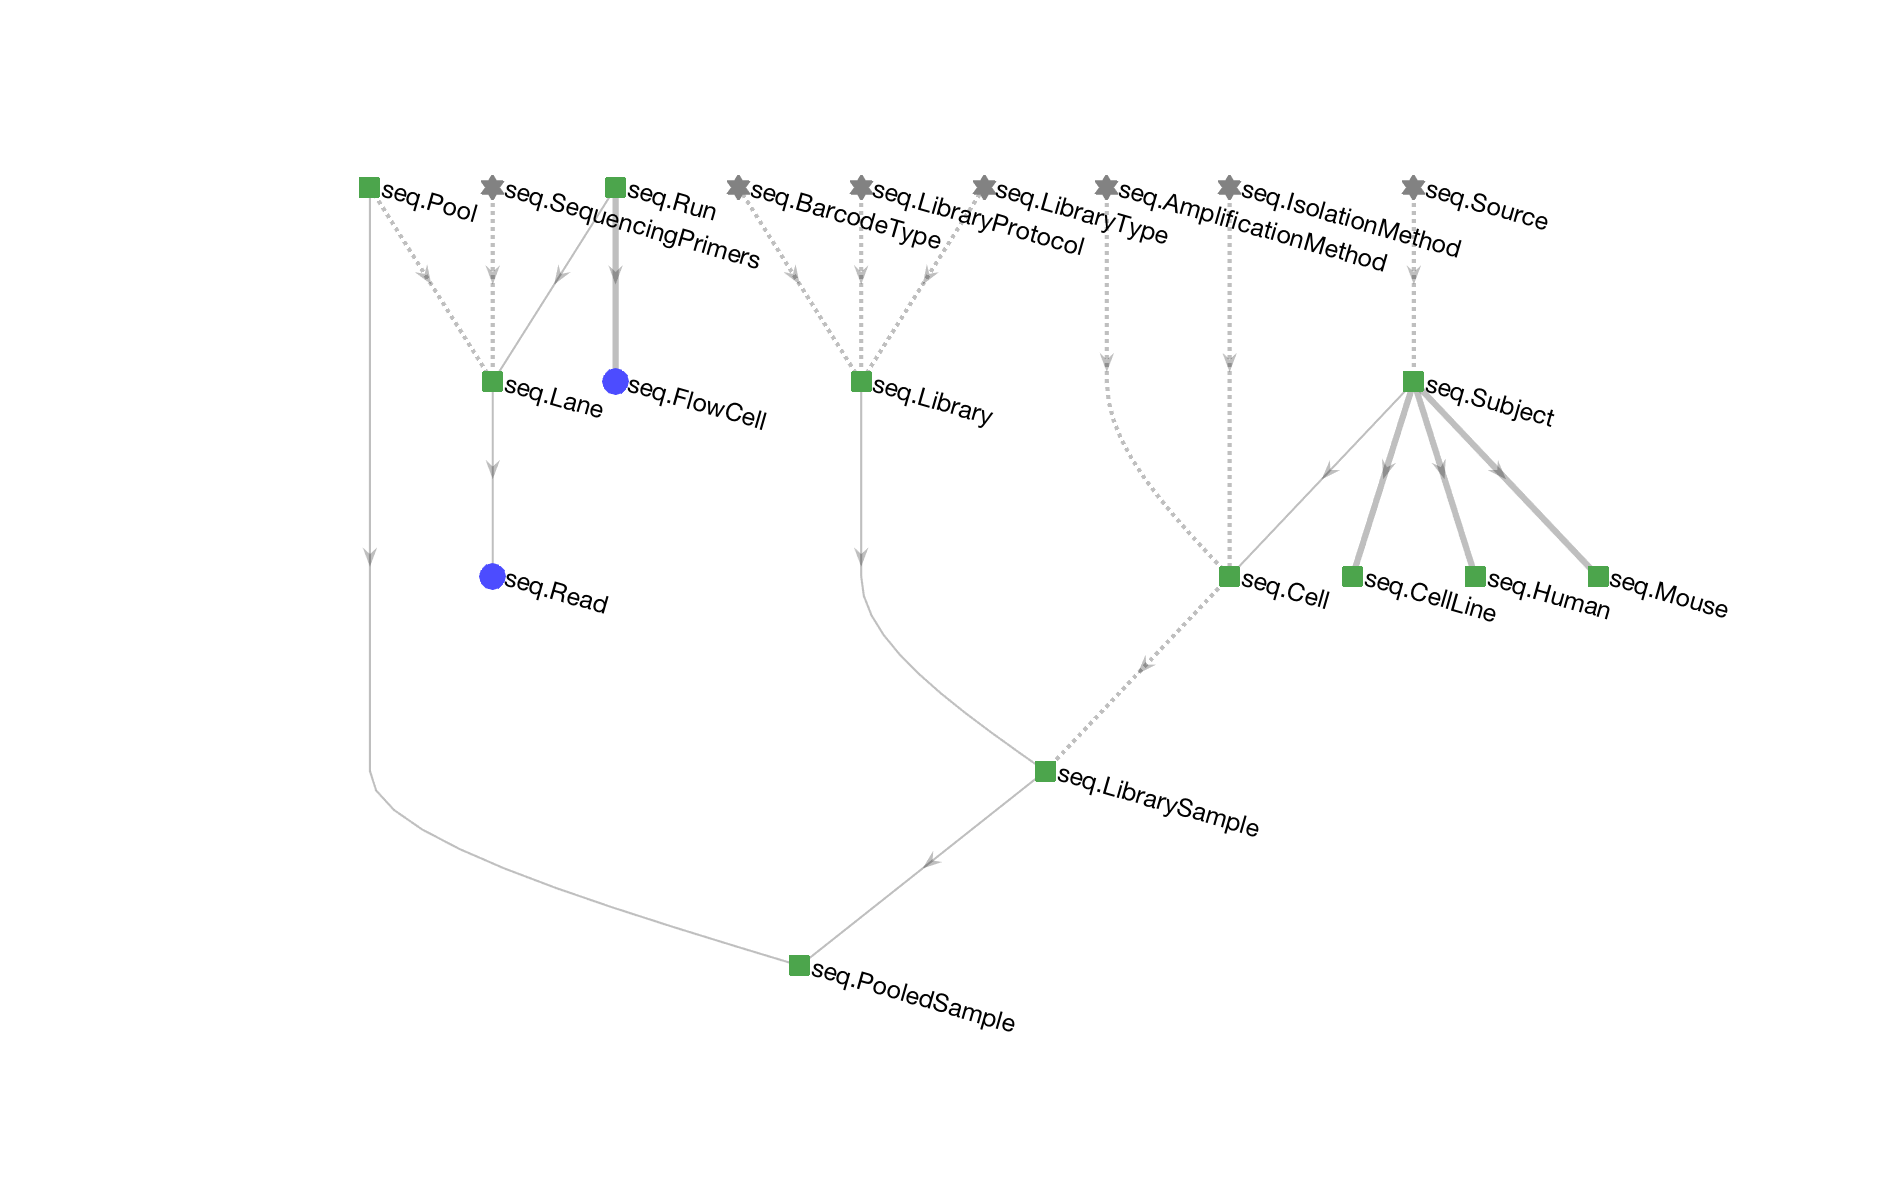 seq.Pool
seq.SequencingPrimers
seq.Run
seq.BarcodeType
seq.LibraryProtocol
seq.LibraryType
seq.AmplificationMethod
seq.IsolationMethod
seq.Source
seq.Lane
seq.FlowCell
seq.Library
seq.Subject
seq.Read
seq.Cell
seq.CellLine
seq.Human
seq.Mouse
seq.LibrarySample
seq.PooledSample